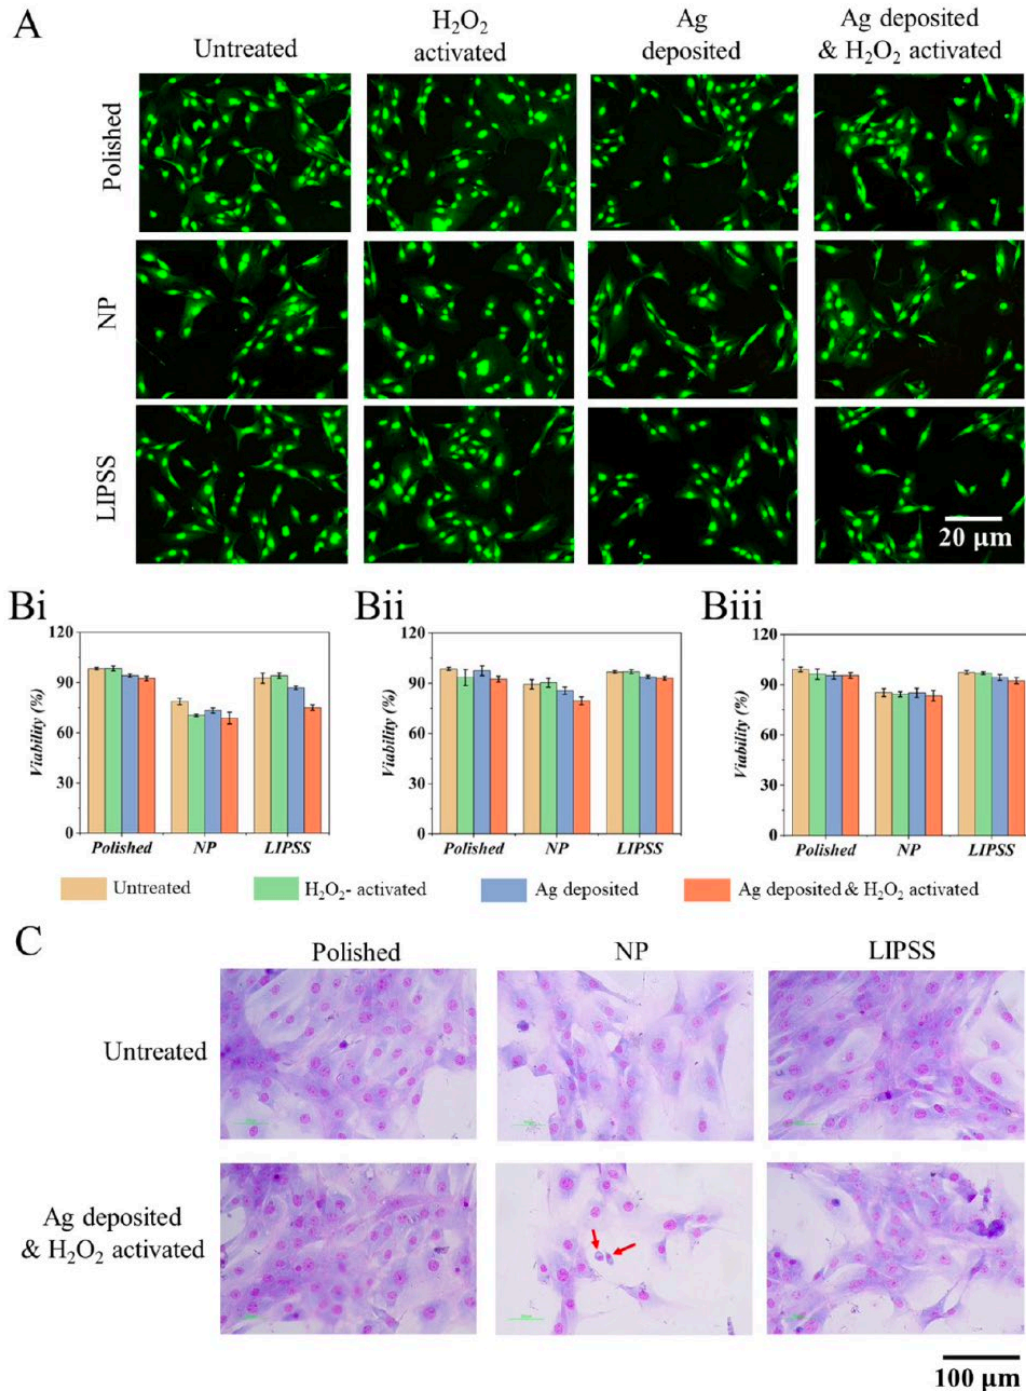 A
Untreated
H₂O₂
activated
Ag
deposited
Ag deposited
& H₂O₂ activated
Polished
NP
LIPSS
20 µm
Bi
Bii
Biii
120
90
60
30
0
Viability (%)
Polished
NP
LIPSS
120
90
60
30
0
Viability (%)
Polished
NP
LIPSS
120
90
60
30
0
Viability (%)
Polished
NP
LIPSS
Untreated
H₂O₂- activated
Ag deposited
Ag deposited & H₂O₂ activated
C
Polished
NP
LIPSS
Untreated
Ag deposited
& H₂O₂ activated
100 µm